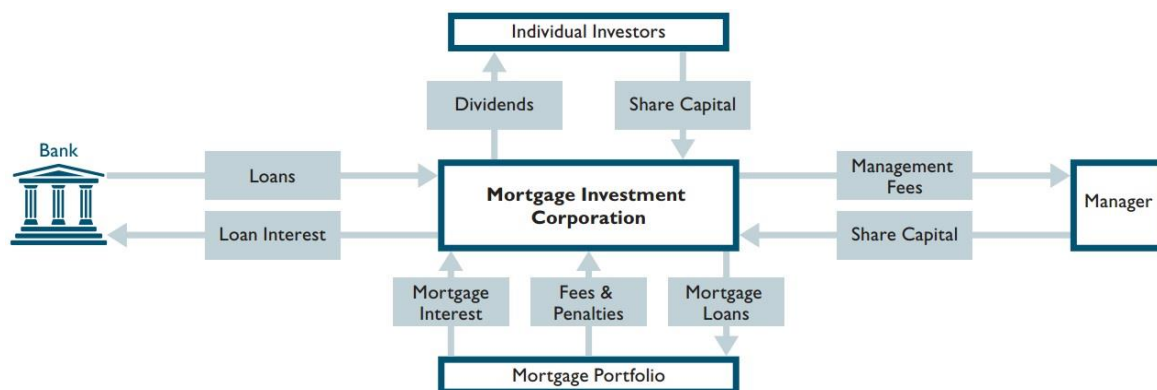 Individual Investors
Dividends
Share Capital
Bank
Loans
Loan Interest
Mortgage Investment
Corporation
Management
Fees
Share Capital
Manager
Mortgage
Interest
Fees &
Penalties
Mortgage
Loans
Mortgage Portfolio